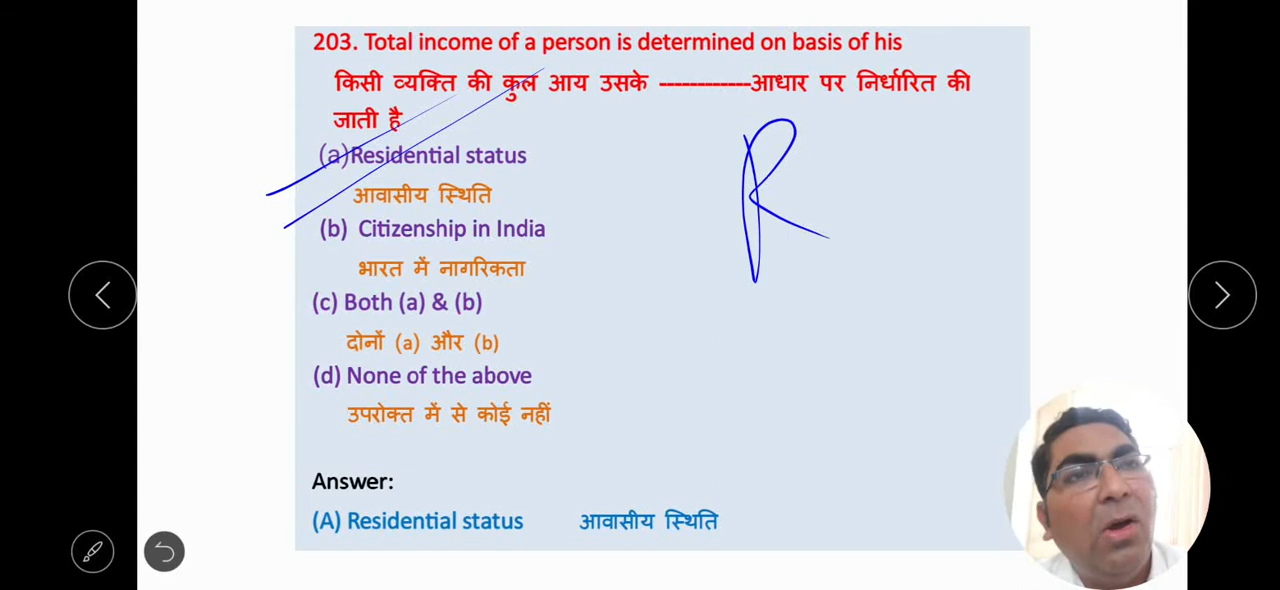 203. Total income of a person is determined on basis of his
किसी व्यक्ति की कुल आय उसके ------------आधार पर निर्धारित की
जाती है
(a)Residential status
आवासीय स्थिति
(b) Citizenship in India
भारत में नागरिकता
(c) Both (a) & (b)
दोनों (a) और (b)
(d) None of the above
उपरोक्त में से कोई नहीं
R
Answer:
(A) Residential status आवासीय स्थिति